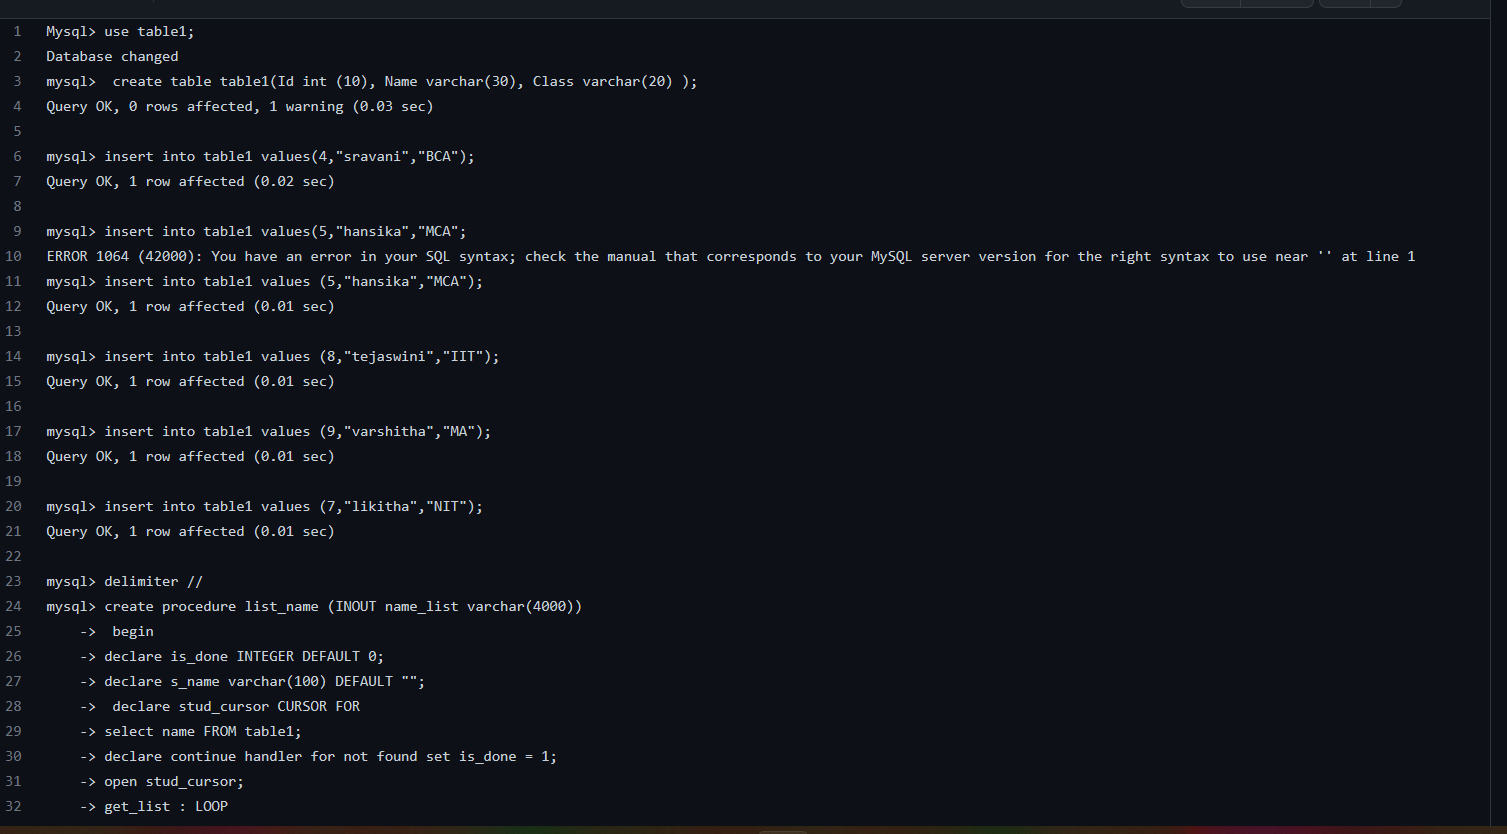 1 Mysql> use table1;
2 Database changed
3 mysql>  create table table1(Id int (10), Name varchar(30), Class varchar(20) );
4 Query OK, 0 rows affected, 1 warning (0.03 sec)
5
6 mysql> insert into table1 values(4,"sravani","BCA");
7 Query OK, 1 row affected (0.02 sec)
8
9 mysql> insert into table1 values(5,"hansika","MCA";
10 ERROR 1064 (42000): You have an error in your SQL syntax; check the manual that corresponds to your MySQL server version for the right syntax to use near '' at line 1
11 mysql> insert into table1 values (5,"hansika","MCA");
12 Query OK, 1 row affected (0.01 sec)
13
14 mysql> insert into table1 values (8,"tejaswini","IIT");
15 Query OK, 1 row affected (0.01 sec)
16
17 mysql> insert into table1 values (9,"varshitha","MA");
18 Query OK, 1 row affected (0.01 sec)
19
20 mysql> insert into table1 values (7,"likitha","NIT");
21 Query OK, 1 row affected (0.01 sec)
22
23 mysql> delimiter //
24 mysql> create procedure list_name (INOUT name_list varchar(4000))
25     ->  begin
26     -> declare is_done INTEGER DEFAULT 0;
27     -> declare s_name varchar(100) DEFAULT "";
28     ->  declare stud_cursor CURSOR FOR
29     -> select name FROM table1;
30     -> declare continue handler for not found set is_done = 1;
31     -> open stud_cursor;
32     -> get_list : LOOP